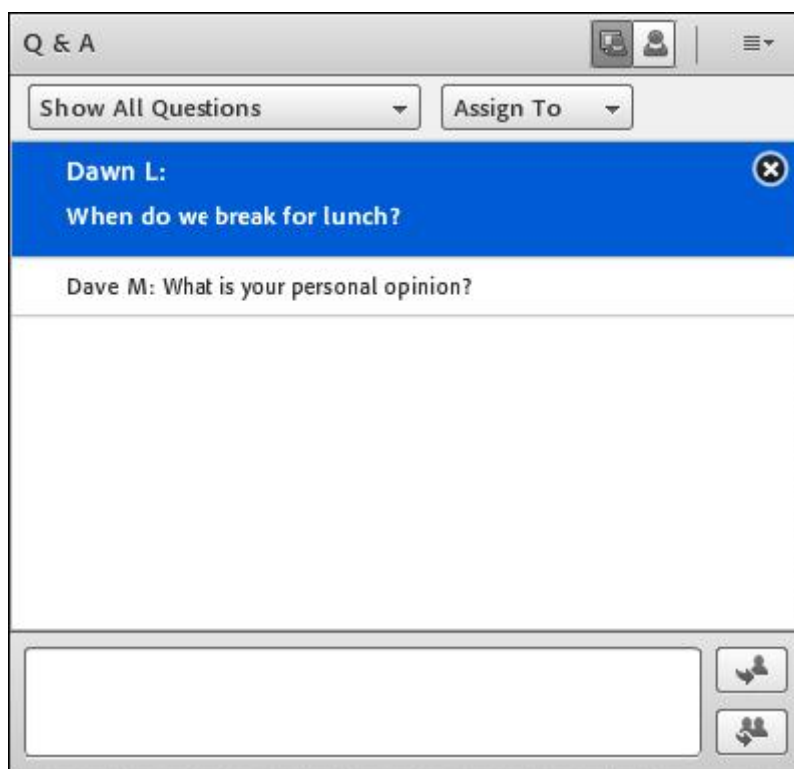 Q & A
Show All Questions
Assign To
Dawn L:
When do we break for lunch?
Dave M: What is your personal opinion?